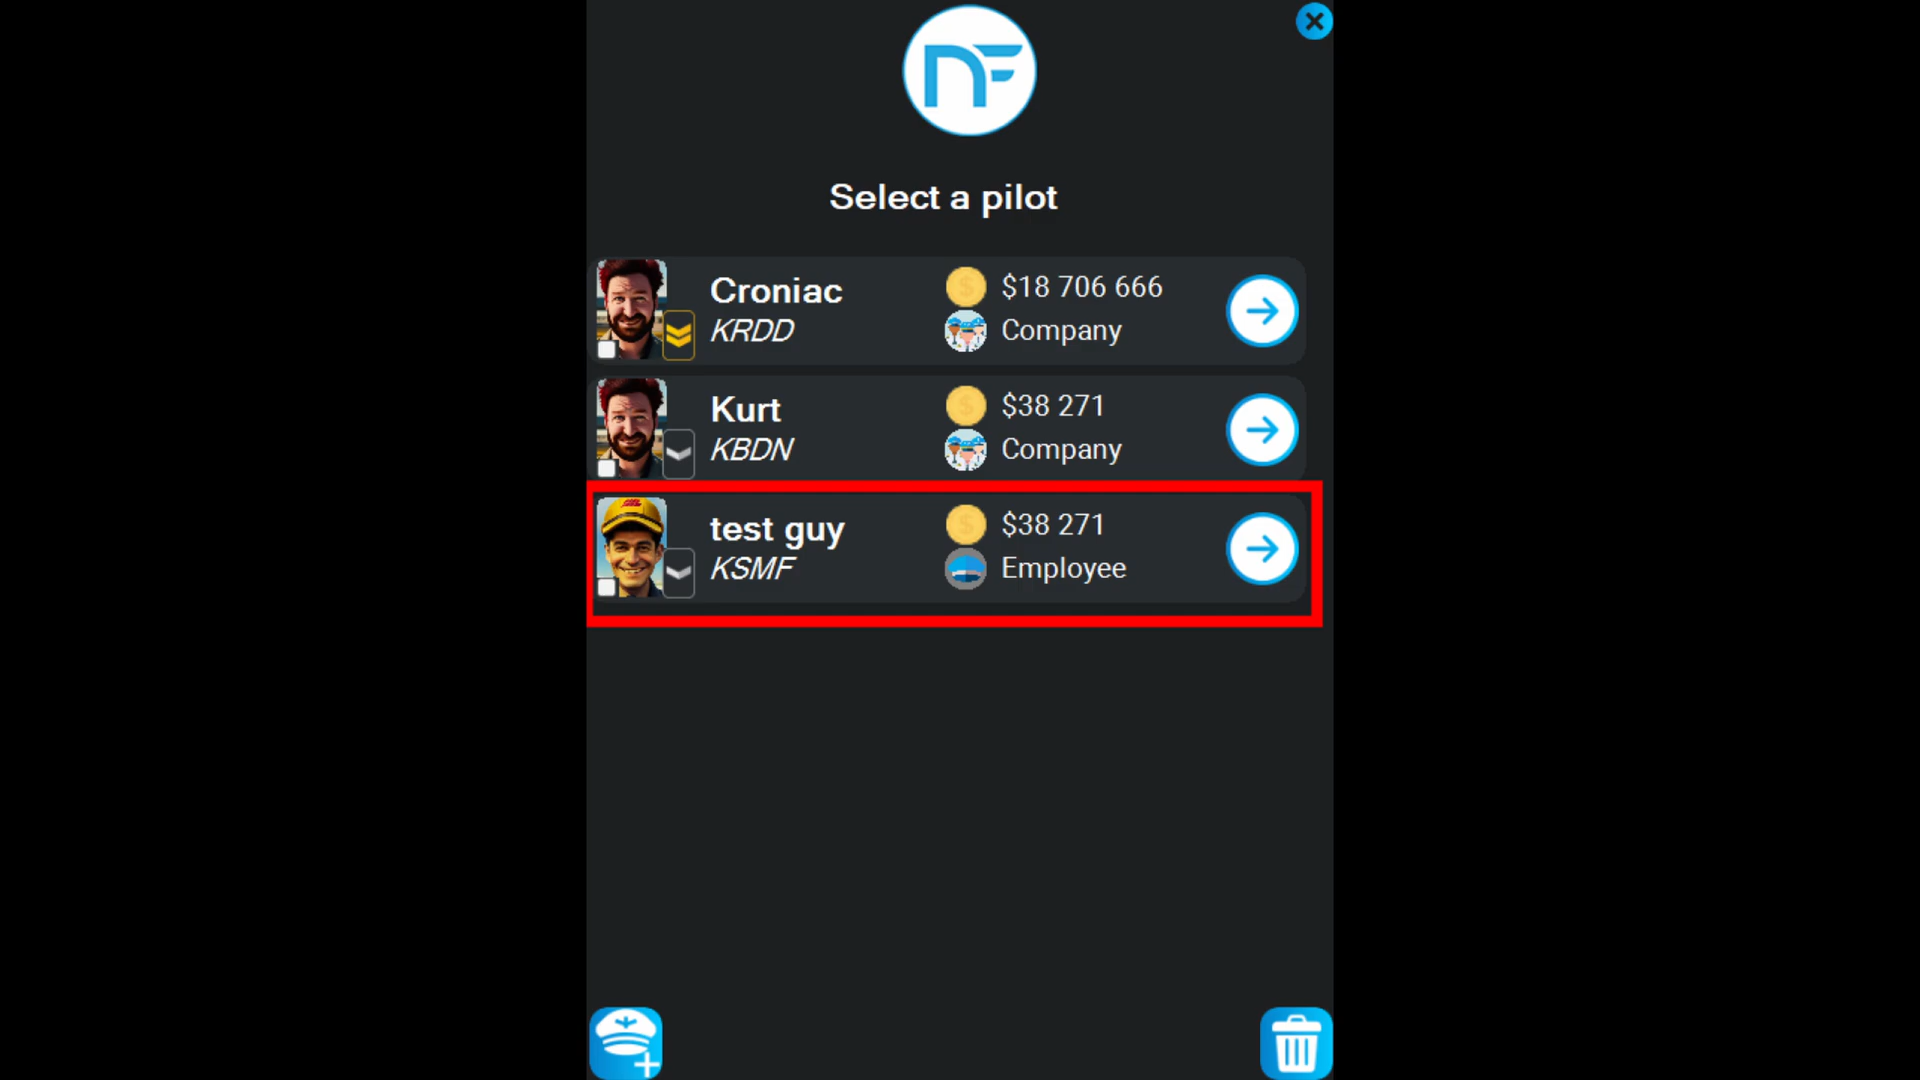 NF
Select a pilot
Croniac
$18 706 666
KRDD
Company
Kurt
$38 271
KBDN
Company
test guy
$38 271
KSMF
Employee